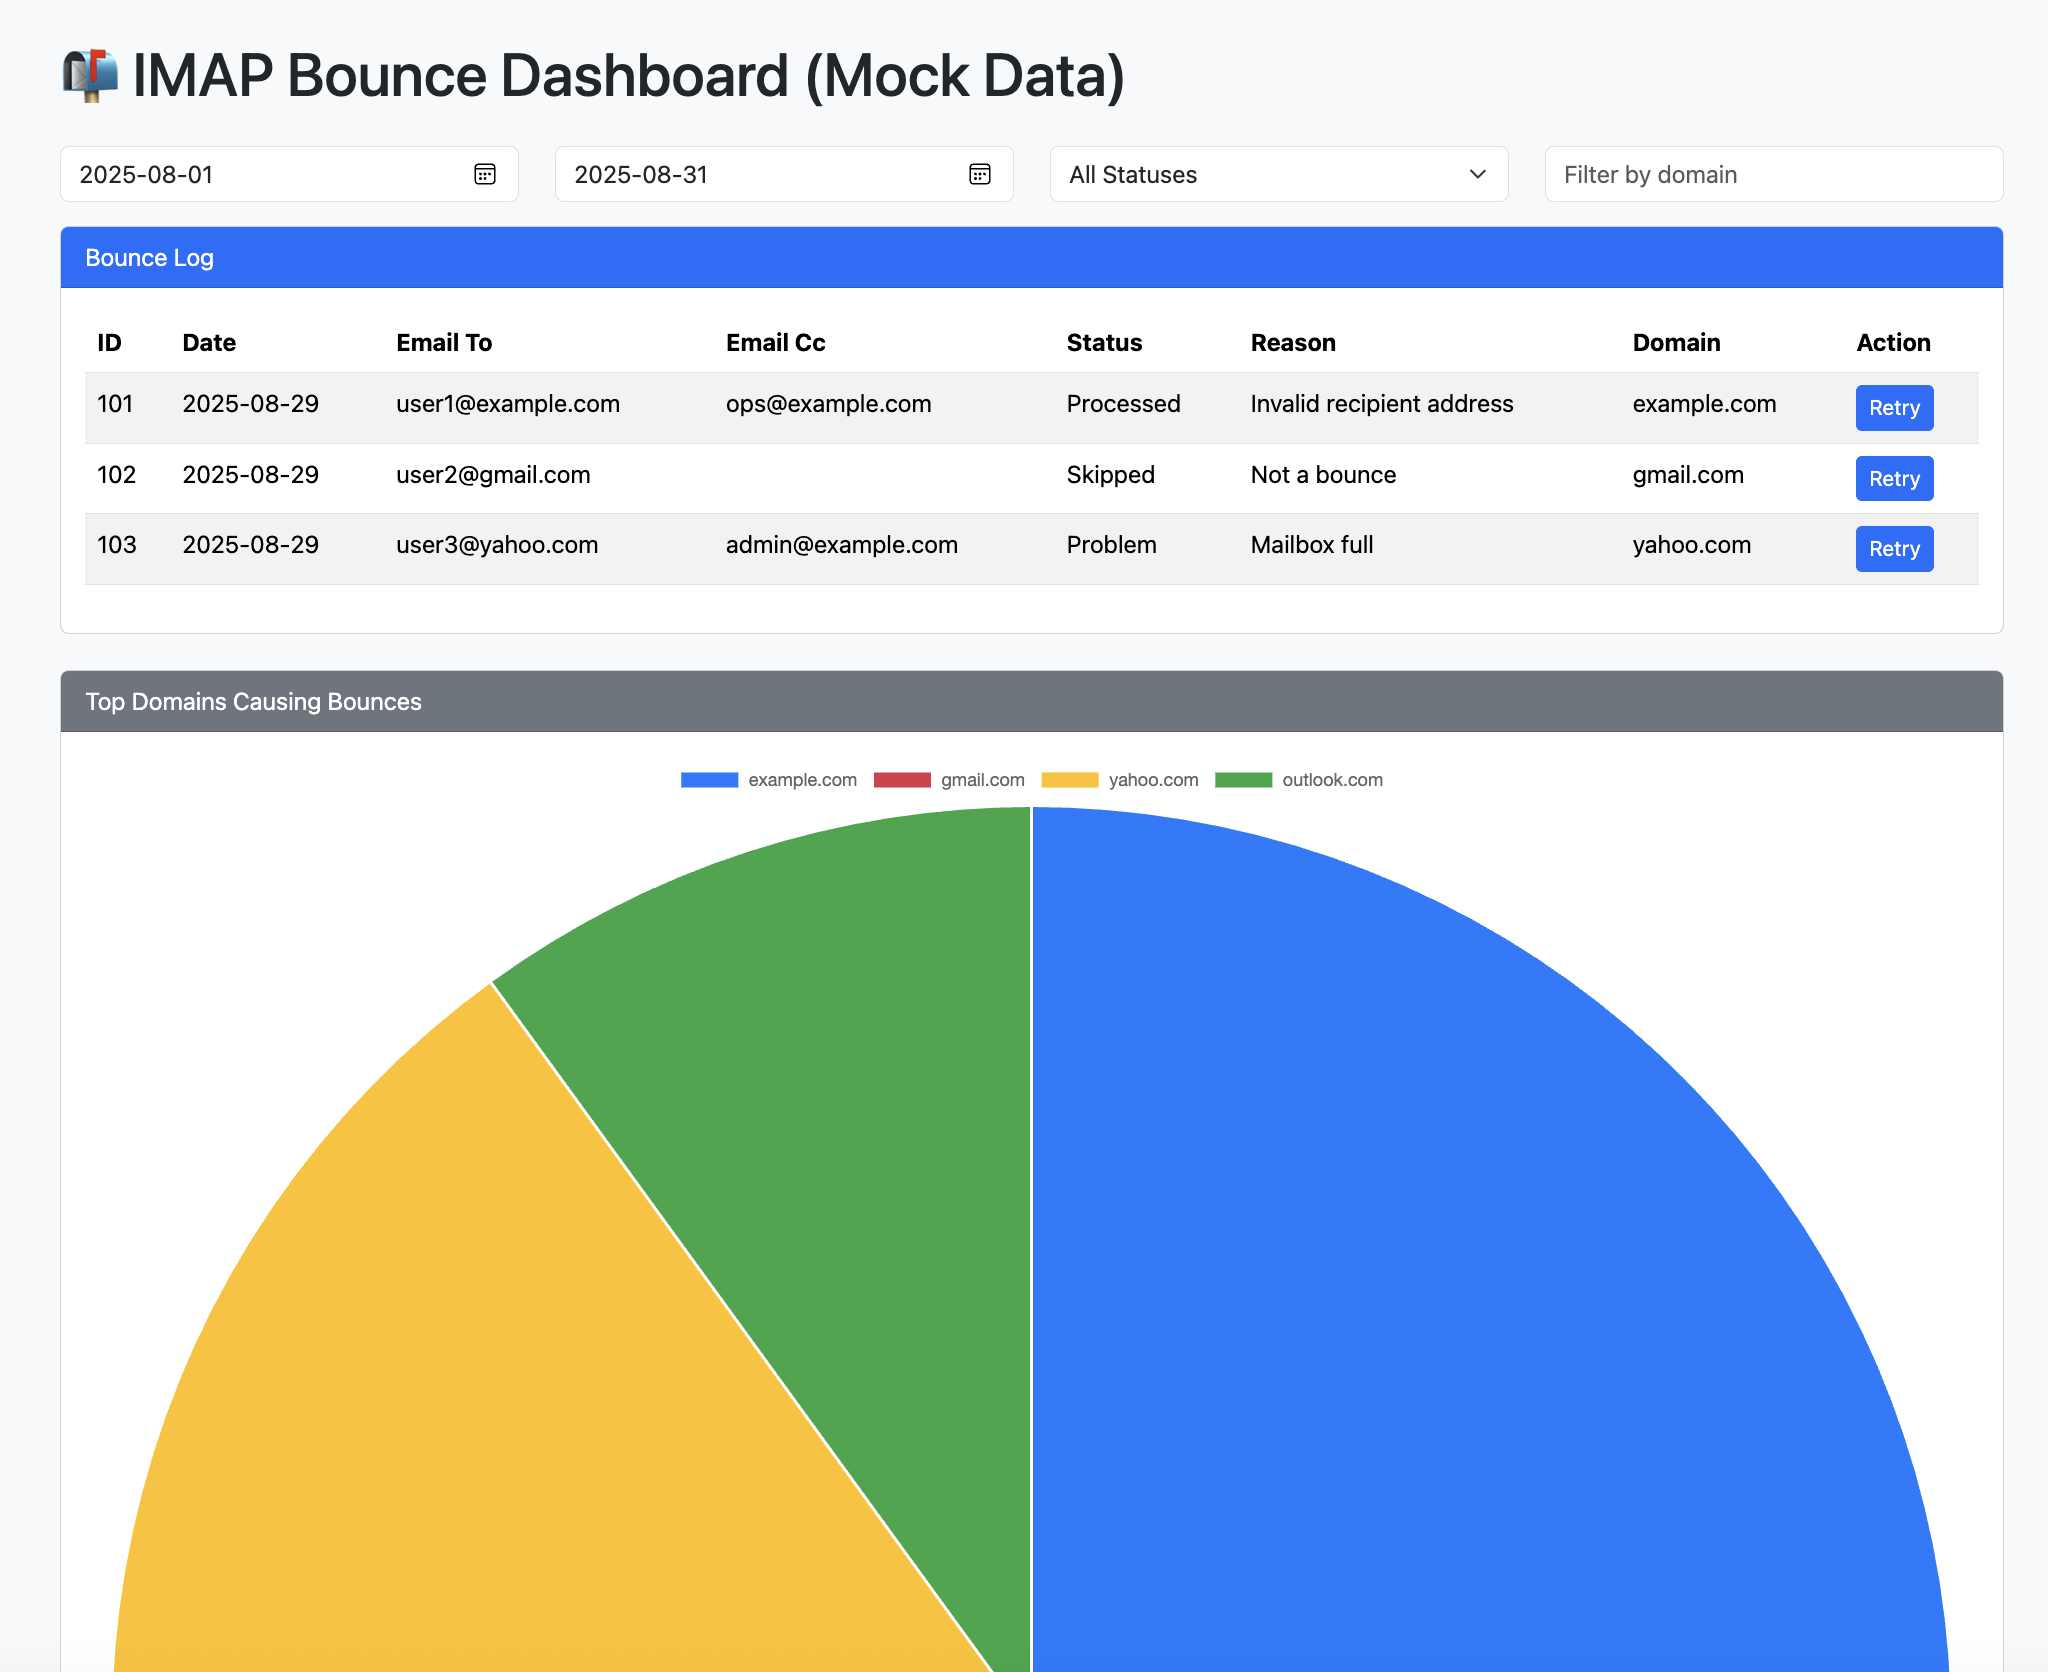 IMAP Bounce Dashboard (Mock Data)
2025-08-01 2025-08-31 All Statuses Filter by domain
Bounce Log
ID Date Email To Email Cc Status Reason Domain Action
101 2025-08-29 user1@example.com ops@example.com Processed Invalid recipient address example.com Retry
102 2025-08-29 user2@gmail.com Skipped Not a bounce gmail.com Retry
103 2025-08-29 user3@yahoo.com admin@example.com Problem Mailbox full yahoo.com Retry
Top Domains Causing Bounces
example.com gmail.com yahoo.com outlook.com